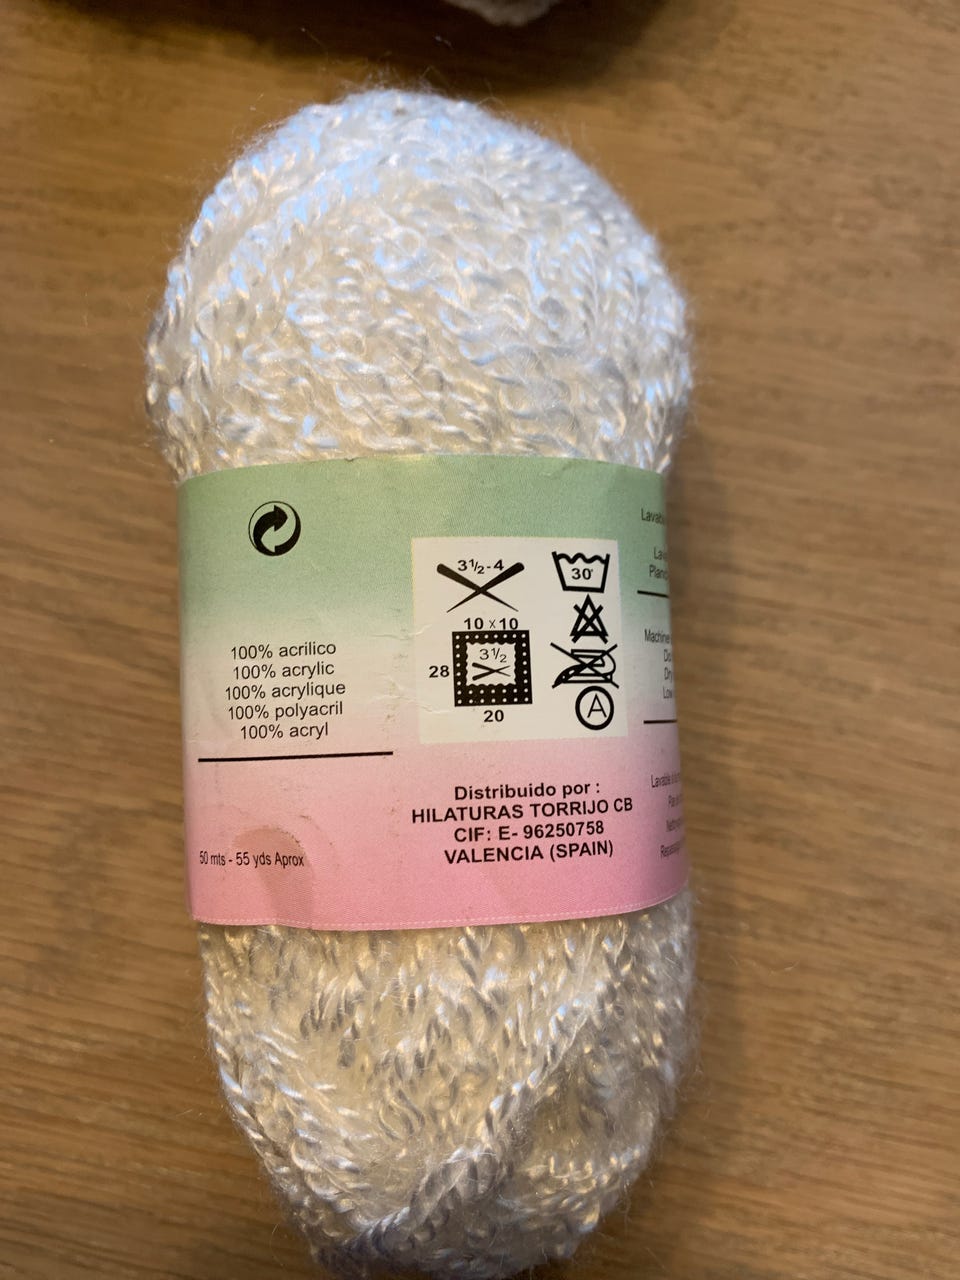 100% acrilico
100% acrylic
100% acrylique
100% polyacril
100% acryl
50 mts - 55 yds Aprox
3½-4
10 x 10
3½
28
20
30°
A
Distribuido por :
HILATURAS TORRIJO CB
CIF: E- 96250758
VALENCIA (SPAIN)
Machine